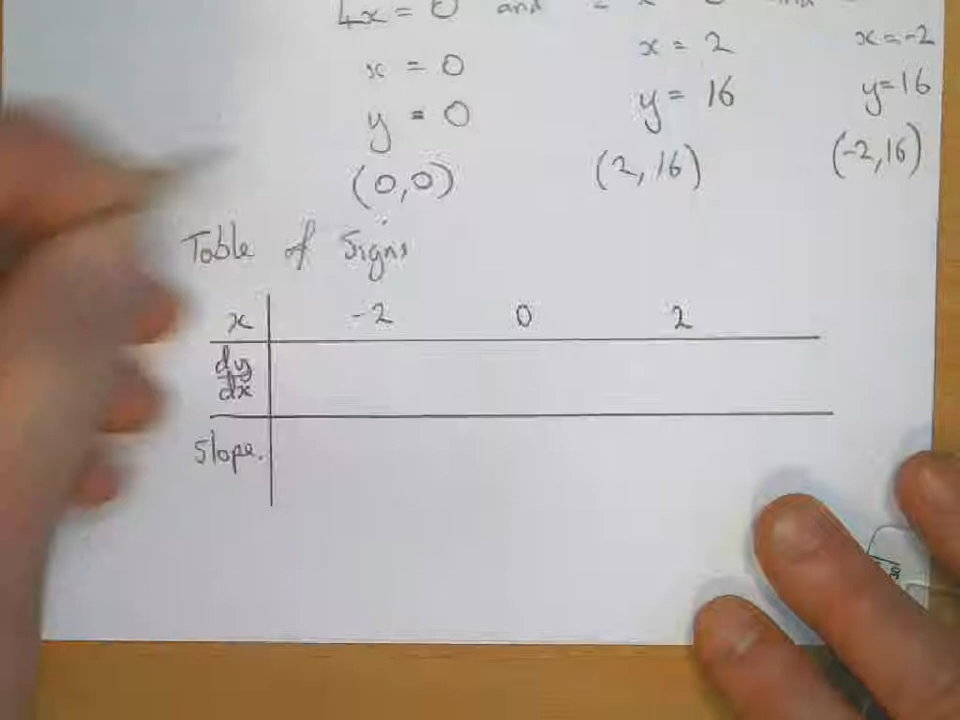 4x = 0 and
x = 0 x = 2 x = -2
y = 0 y = 16 y = 16
(0,0) (2,16) (-2,16)
Table of Signs
x -2 0 2
dy
dx
Slope.